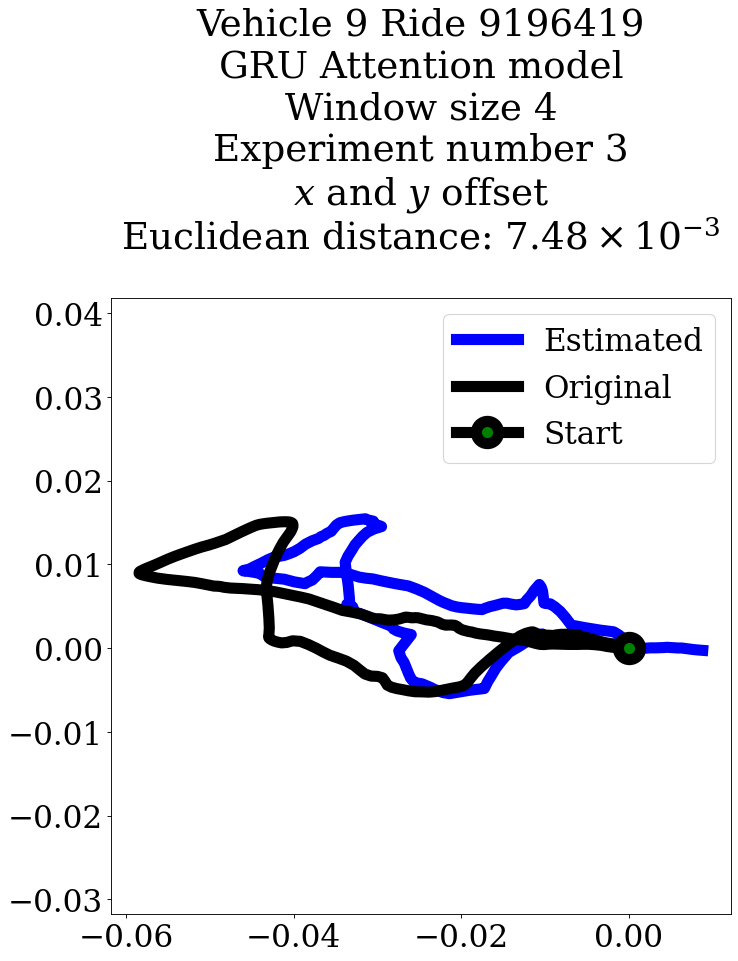 Vehicle 9 Ride 9196419
GRU Attention model
Window size 4
Experiment number 3
x and y offset
Euclidean distance: 7.48 × 10⁻³
Estimated
Original
Start
0.04
0.03
0.02
0.01
0.00
−0.01
−0.02
−0.03
−0.06 −0.04 −0.02 0.00